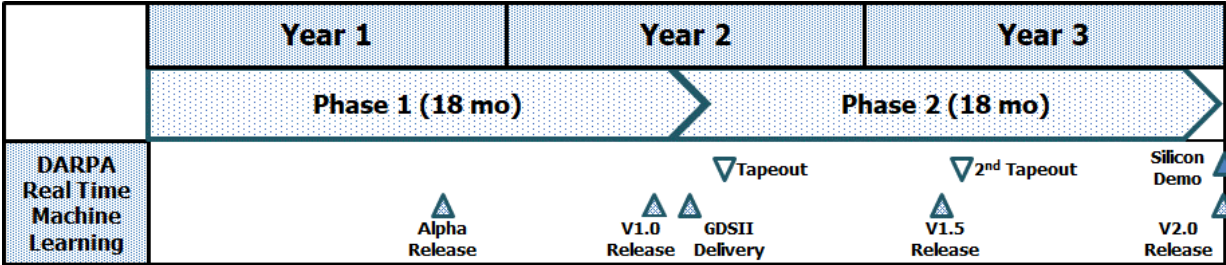 Year 1
Year 2
Year 3
Phase 1 (18 mo)
Phase 2 (18 mo)
DARPA
Real Time
Machine
Learning
Tapeout
2nd Tapeout
Silicon
Demo
Alpha
Release
V1.0
Release
GDSII
Delivery
V1.5
Release
V2.0
Release